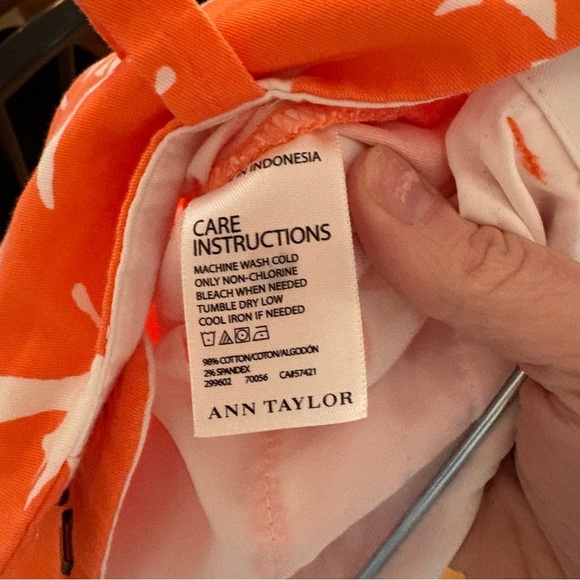 INDONESIA
CARE
INSTRUCTIONS
MACHINE WASH COLD
ONLY NON-CHLORINE
BLEACH WHEN NEEDED
TUMBLE DRY LOW
COOL IRON IF NEEDED
98% COTTON/COTON/ALGODÓN
2% SPANDEX
299602 70056 CA#57421
ANN TAYLOR